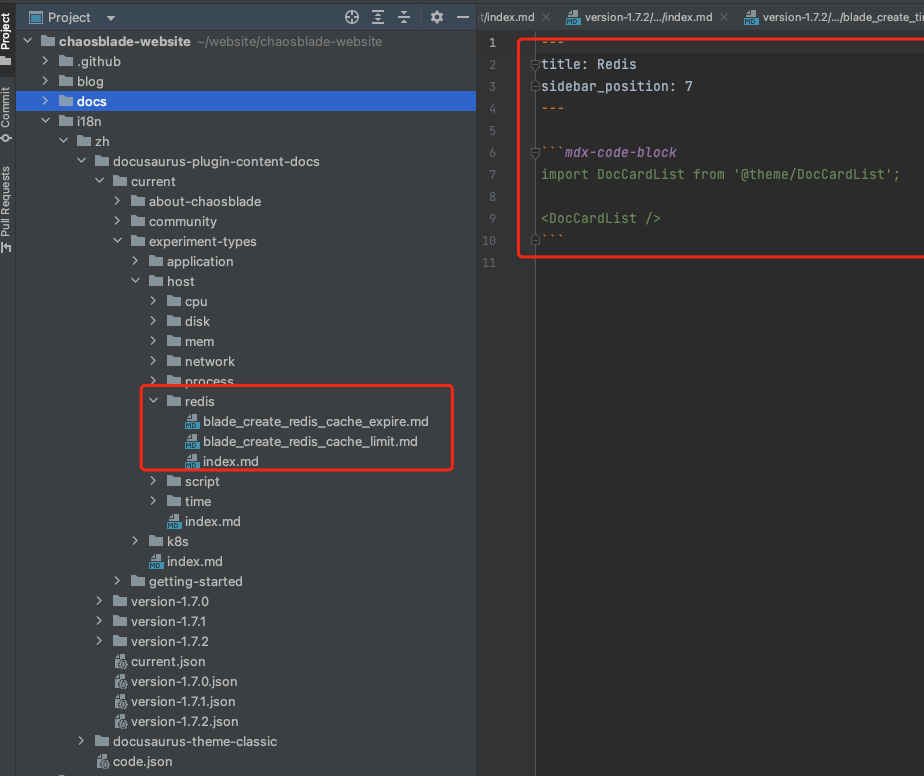 Project
t/index.md
version-1.7.2/.../index.md
version-1.7.2/.../blade_create_ti
Project
Commit
Pull Requests
chaosblade-website ~/website/chaosblade-website
.github
blog
docs
i18n
zh
docusaurus-plugin-content-docs
current
about-chaosblade
community
experiment-types
application
host
cpu
disk
mem
network
process
redis
blade_create_redis_cache_expire.md
blade_create_redis_cache_limit.md
index.md
script
time
index.md
k8s
index.md
getting-started
version-1.7.0
version-1.7.1
version-1.7.2
current.json
version-1.7.0.json
version-1.7.1.json
version-1.7.2.json
docusaurus-theme-classic
code.json
1 ---
2 title: Redis
3 sidebar_position: 7
4 ---
5
6 ```mdx-code-block
7 import DocCardList from '@theme/DocCardList';
8
9 <DocCardList />
10 ```
11